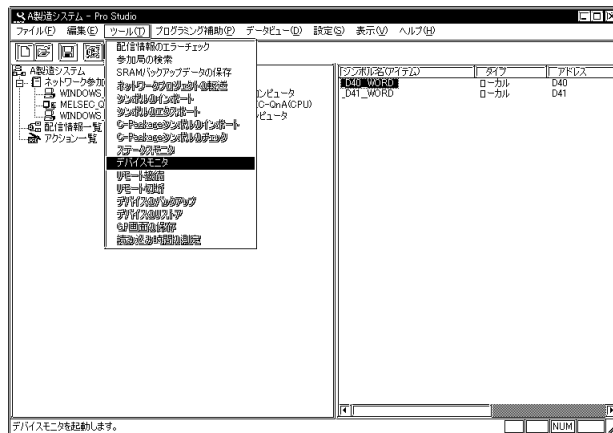 A製造システム - Pro Studio
ファイル(F) 編集(E) ツール(T) プログラミング補助(P) データビュー(D) 設定(S) 表示(V) ヘルプ(H)
配信情報のエラーチェック
参加局の検索
SRAMバックアップデータの保存
ネットワークプロジェクトの転送
シンボルのインポート
シンボルのエクスポート
C-Packageシンボルのインポート
C-Packageシンボルのチェック
ステータスモニタ
デバイスモニタ
リモート接続
リモート切断
デバイスのバックアップ
デバイスのリストア
GP画面の保存
読み込み時間の測定
A製造システム
ネットワーク参加
WINDOWS_
ンピュータ
MELSEC_Q
C-QnA(CPU)
WINDOWS_
ピュータ
配信情報一覧
アクション一覧
シンボル名(アイテム) タイプ アドレス
_D40_WORD ローカル D40
_D41_WORD ローカル D41
デバイスモニタを起動します。
NUM